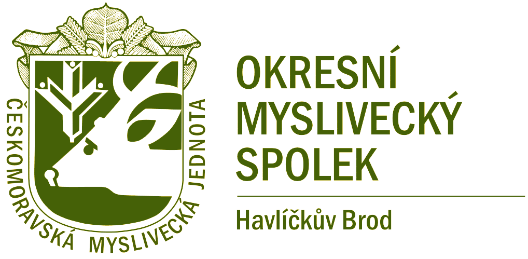 ČESKOMORAVSKÁ MYSLIVECKÁ JEDNOTA
OKRESNÍ
MYSLIVECKÝ
SPOLEK
Havlíčkův Brod